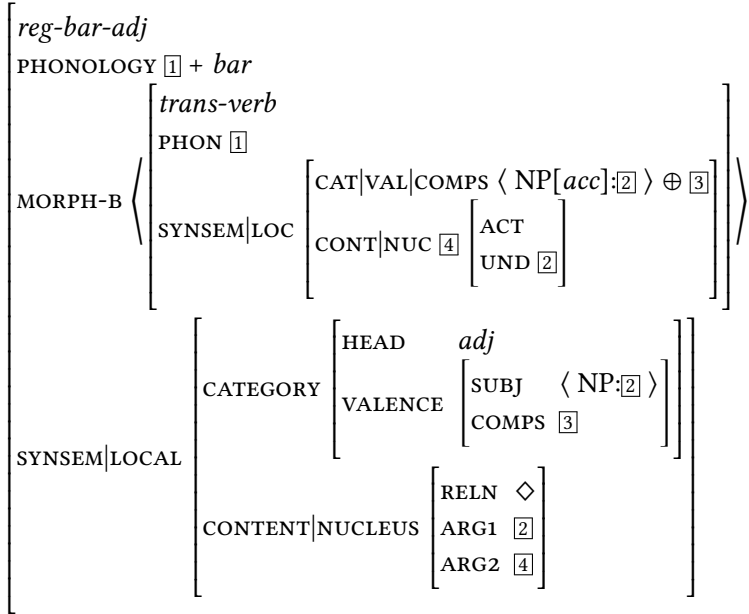 reg-bar-adj
PHONOLOGY 1 + bar
trans-verb
PHON 1
MORPH-B ⟨ SYNSEM|LOC CAT|VAL|COMPS ⟨ NP[acc]:2 ⟩ ⊕ 3 ⟩
CONT|NUC 4 ACT
UND 2
SYNSEM|LOCAL CATEGORY HEAD adj
VALENCE SUBJ ⟨ NP:2 ⟩
COMPS 3
CONTENT|NUCLEUS RELN ◇
ARG1 2
ARG2 4